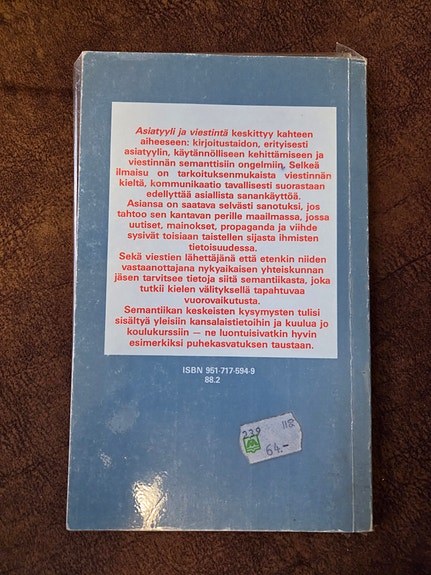 Asiatyyli ja viestintä keskittyy kahteen
aiheeseen: kirjoitustaidon, erityisesti
asiatyylin, käytännölliseen kehittämiseen ja
viestinnän semanttisiin ongelmiin. Selkeä
ilmaisu on tarkoituksenmukaista viestinnän
kieltä, kommunikaatio tavallisesti suorastaan
edellyttää asiallista sanankäyttöä.
Asiansa on saatava selvästi sanotuksi, jos
tahtoo sen kantavan perille maailmassa, jossa
uutiset, mainokset, propaganda ja viihde
sysivät toisiaan taistellen sijasta ihmisten
tietoisuudessa.
Sekä viestien lähettäjänä että etenkin niiden
vastaanottajana nykyaikaisen yhteiskunnan
jäsen tarvitsee tietoja siitä semantiikasta, joka
tutkii kielen välityksellä tapahtuvaa
vuorovaikutusta.
Semantiikan keskeisten kysymysten tulisi
sisältyä yleisiin kansalaistietoihin ja kuulua jo
koulukurssiin — ne luontuisivatkin hyvin
esimerkiksi puhekasvatuksen taustaan.
ISBN 951-717-594-9
88.2
239
64.-